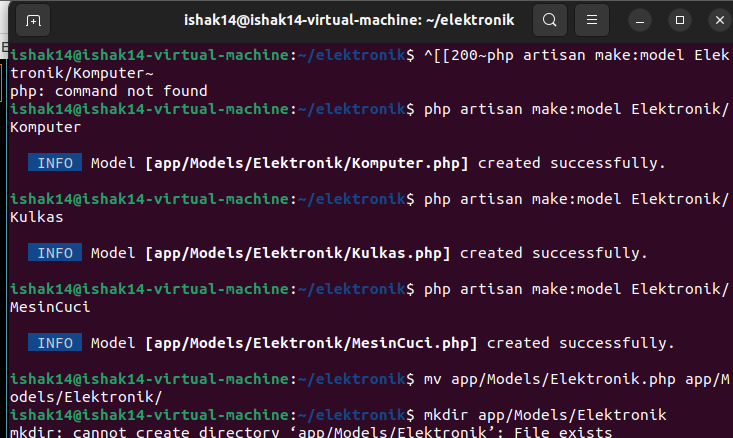 ishak14@ishak14-virtual-machine: ~/elektronik
ishak14@ishak14-virtual-machine:~/elektronik$ ^[[200~php artisan make:model Elek
tronik/Komputer~
php: command not found
ishak14@ishak14-virtual-machine:~/elektronik$ php artisan make:model Elektronik/
Komputer
INFO Model [app/Models/Elektronik/Komputer.php] created successfully.
ishak14@ishak14-virtual-machine:~/elektronik$ php artisan make:model Elektronik/
Kulkas
INFO Model [app/Models/Elektronik/Kulkas.php] created successfully.
ishak14@ishak14-virtual-machine:~/elektronik$ php artisan make:model Elektronik/
MesinCuci
INFO Model [app/Models/Elektronik/MesinCuci.php] created successfully.
ishak14@ishak14-virtual-machine:~/elektronik$ mv app/Models/Elektronik.php app/M
odels/Elektronik/
ishak14@ishak14-virtual-machine:~/elektronik$ mkdir app/Models/Elektronik
mkdir: cannot create directory ‘app/Models/Elektronik’: File exists